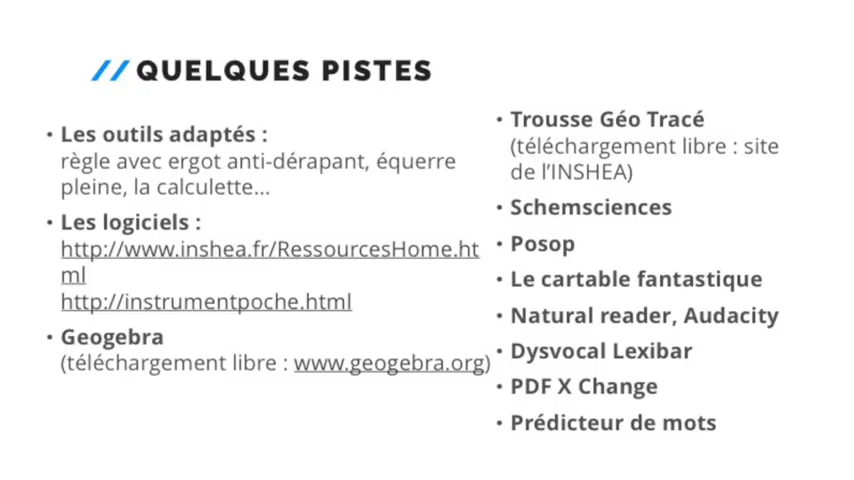 // QUELQUES PISTES
• Les outils adaptés :
règle avec ergot anti-dérapant, équerre
pleine, la calculette...
• Les logiciels :
http://www.inshea.fr/RessourcesHome.ht
ml
http://instrumentpoche.html
• Geogebra
(téléchargement libre : www.geogebra.org)
• Trousse Géo Tracé
(téléchargement libre : site
de l'INSHEA)
• Schemsciences
• Posop
• Le cartable fantastique
• Natural reader, Audacity
• Dysvocal Lexibar
• PDF X Change
• Prédicteur de mots